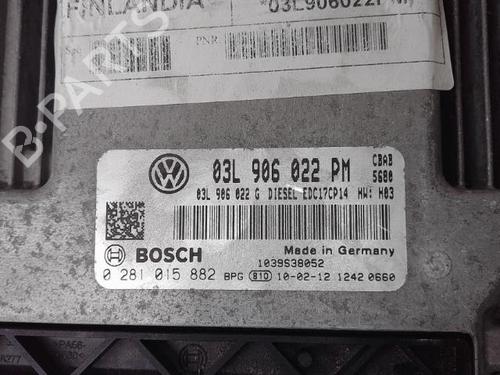 FINLANDIA
*03L906022PM*
PNR
03L 906 022 PM
CBAB
5680
03L 906 022 G DIESEL EDC17CP14 HW: H03
BOSCH
Made in Germany
1039S38052
0 281 015 882 BPG 810 10-02-12 1242 0660
B-PARTS